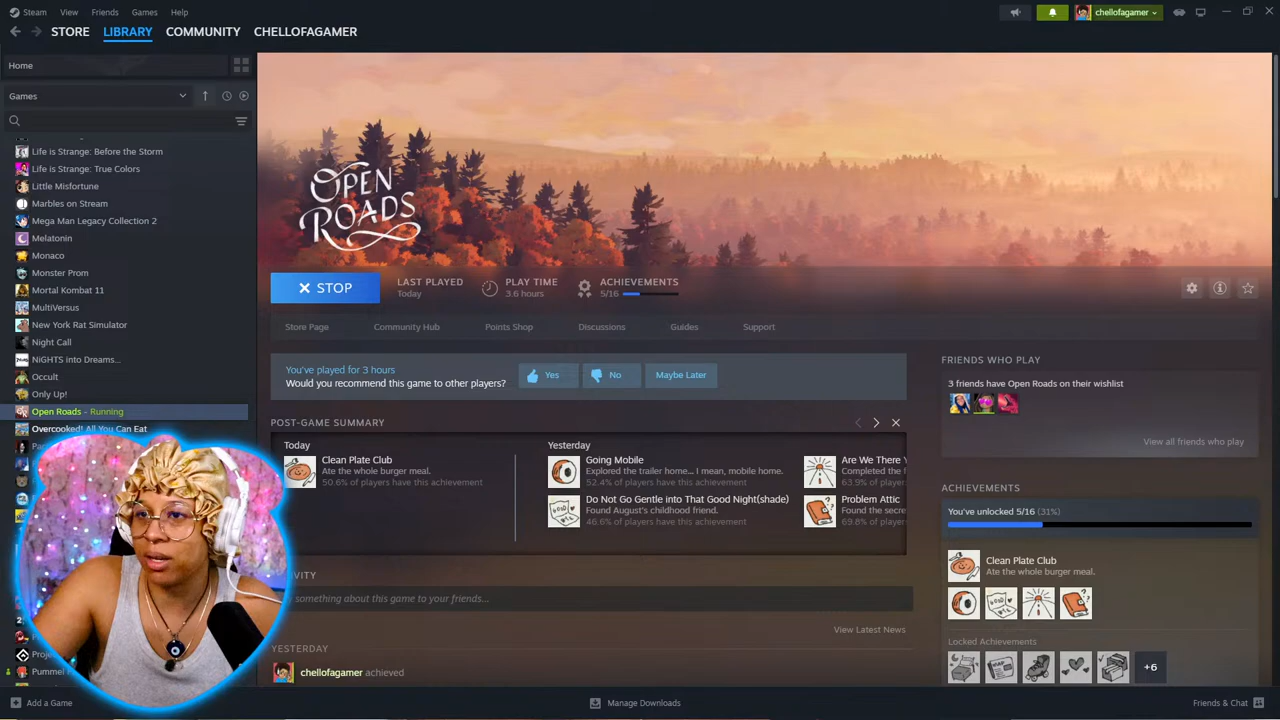 Steam View Friends Games Help
chellofagamer
STORE LIBRARY COMMUNITY CHELLOFAGAMER
Home
Games
Life is Strange: Before the Storm
Life is Strange: True Colors
Little Misfortune
Marbles on Stream
Mega Man Legacy Collection 2
Melatonin
Monaco
Monster Prom
Mortal Kombat 11
MultiVersus
New York Rat Simulator
Night Call
NiGHTS into Dreams...
Occult
Only Up!
Open Roads - Running
Overcooked! All You Can Eat
Pummel
Add a Game
OPEN
ROADS
STOP
LAST PLAYED
Today
PLAY TIME
3.6 hours
ACHIEVEMENTS
5/16
Store Page Community Hub Points Shop Discussions Guides Support
You've played for 3 hours
Would you recommend this game to other players?
Yes No Maybe Later
POST-GAME SUMMARY
Today
Clean Plate Club
Ate the whole burger meal.
50.6% of players have this achievement
Yesterday
Going Mobile
Explored the trailer home... I mean, mobile home.
52.4% of players have this achievement
Do Not Go Gentle into That Good Night(shade)
Found August's childhood friend.
46.6% of players have this achievement
Are We There Y
Completed the f
63.9% of players
Problem Attic
Found the secre
69.8% of players
something about this game to your friends...
View Latest News
YESTERDAY
chellofagamer achieved
FRIENDS WHO PLAY
3 friends have Open Roads on their wishlist
View all friends who play
ACHIEVEMENTS
You've unlocked 5/16 (31%)
Clean Plate Club
Ate the whole burger meal.
Locked Achievements
+6
Manage Downloads
Friends & Chat